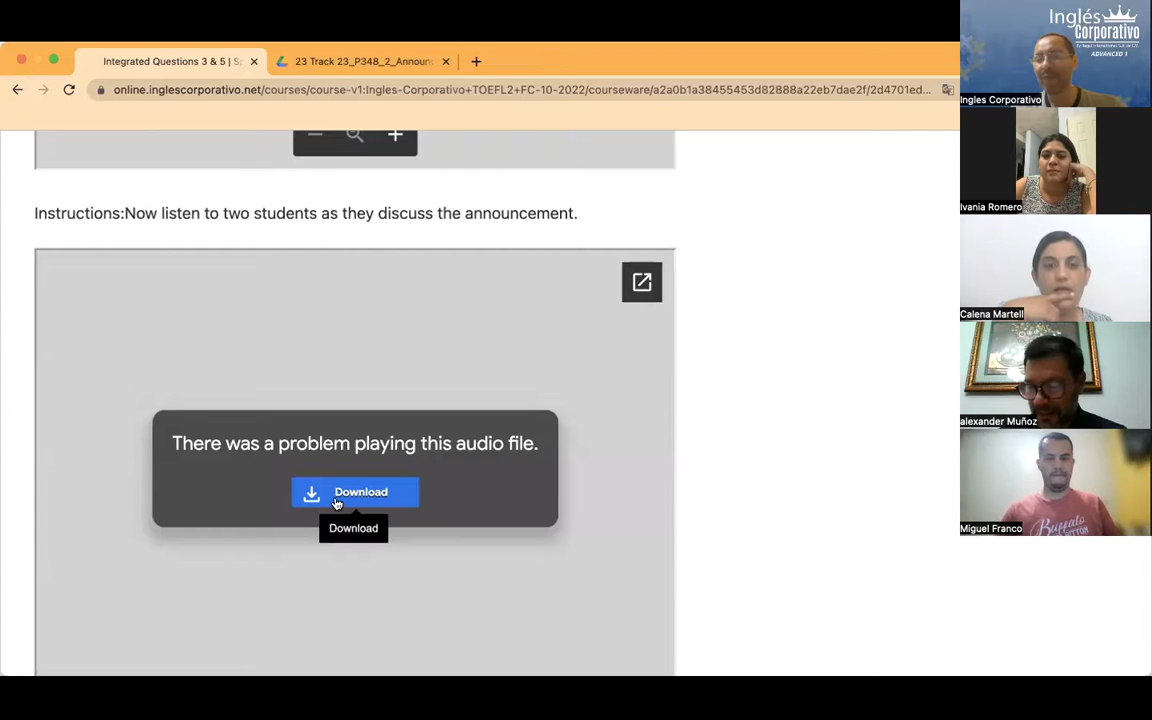 Integrated Questions 3 & 5 | S
23 Track 23_P348_2_Announ
online.inglescorporativo.net/courses/course-v1:Ingles-Corporativo+TOEFL2+FC-10-2022/courseware/a2a0b1a38455453d82888a22eb7dae2f/2d4701ed...
Instructions:Now listen to two students as they discuss the announcement.
There was a problem playing this audio file.
Download
Download
Inglés
Corporativo
ADVANCED 1
Ingles Corporativo
Ivania Romero
Calena Martell
alexander Muñoz
Miguel Franco
Buffalo